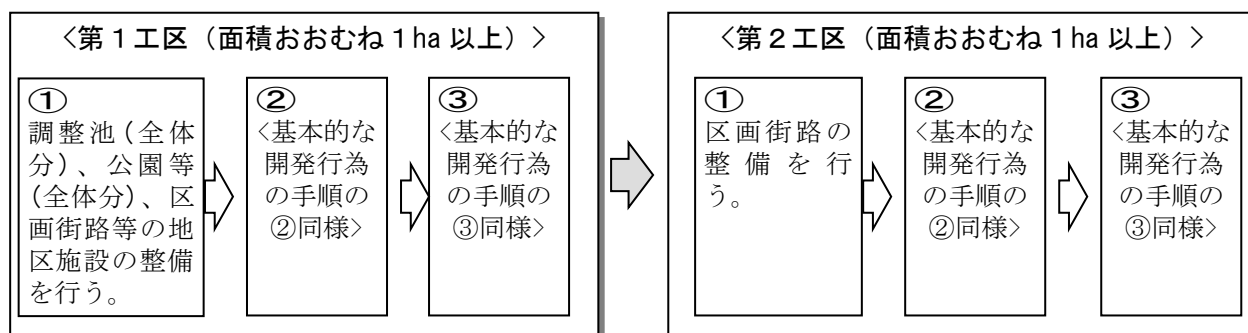 〈第１工区（面積おおむね１ha 以上）〉
①
調整池（全体
分）、公園等
（全体分）、区
画街路等の地
区施設の整備
を行う。
②
〈基本的な
開発行為
の手順の
②同様〉
③
〈基本的な
開発行為
の手順の
③同様〉
〈第２工区（面積おおむね１ha 以上）〉
①
区画街路の
整備を行
う。
②
〈基本的な
開発行為
の手順の
②同様〉
③
〈基本的な
開発行為
の手順の
③同様〉